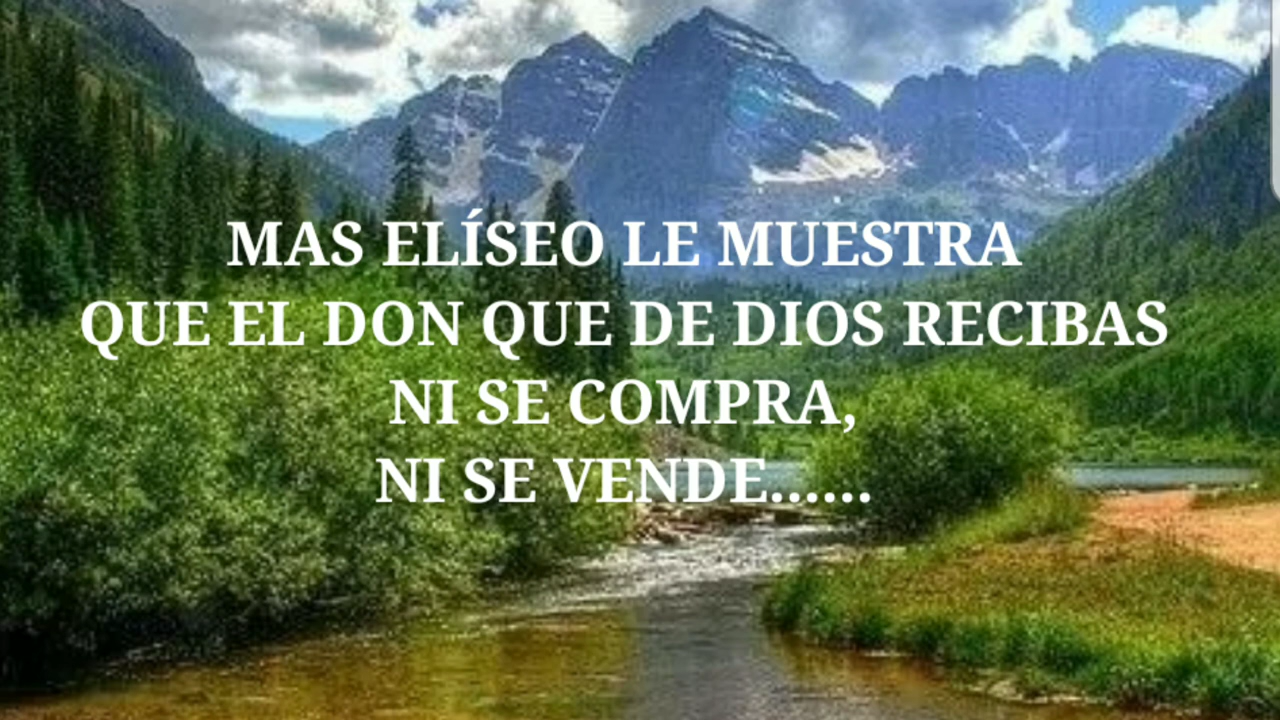 MAS ELÍSEO LE MUESTRA
QUE EL DON QUE DE DIOS RECIBAS
NI SE COMPRA,
NI SE VENDE......